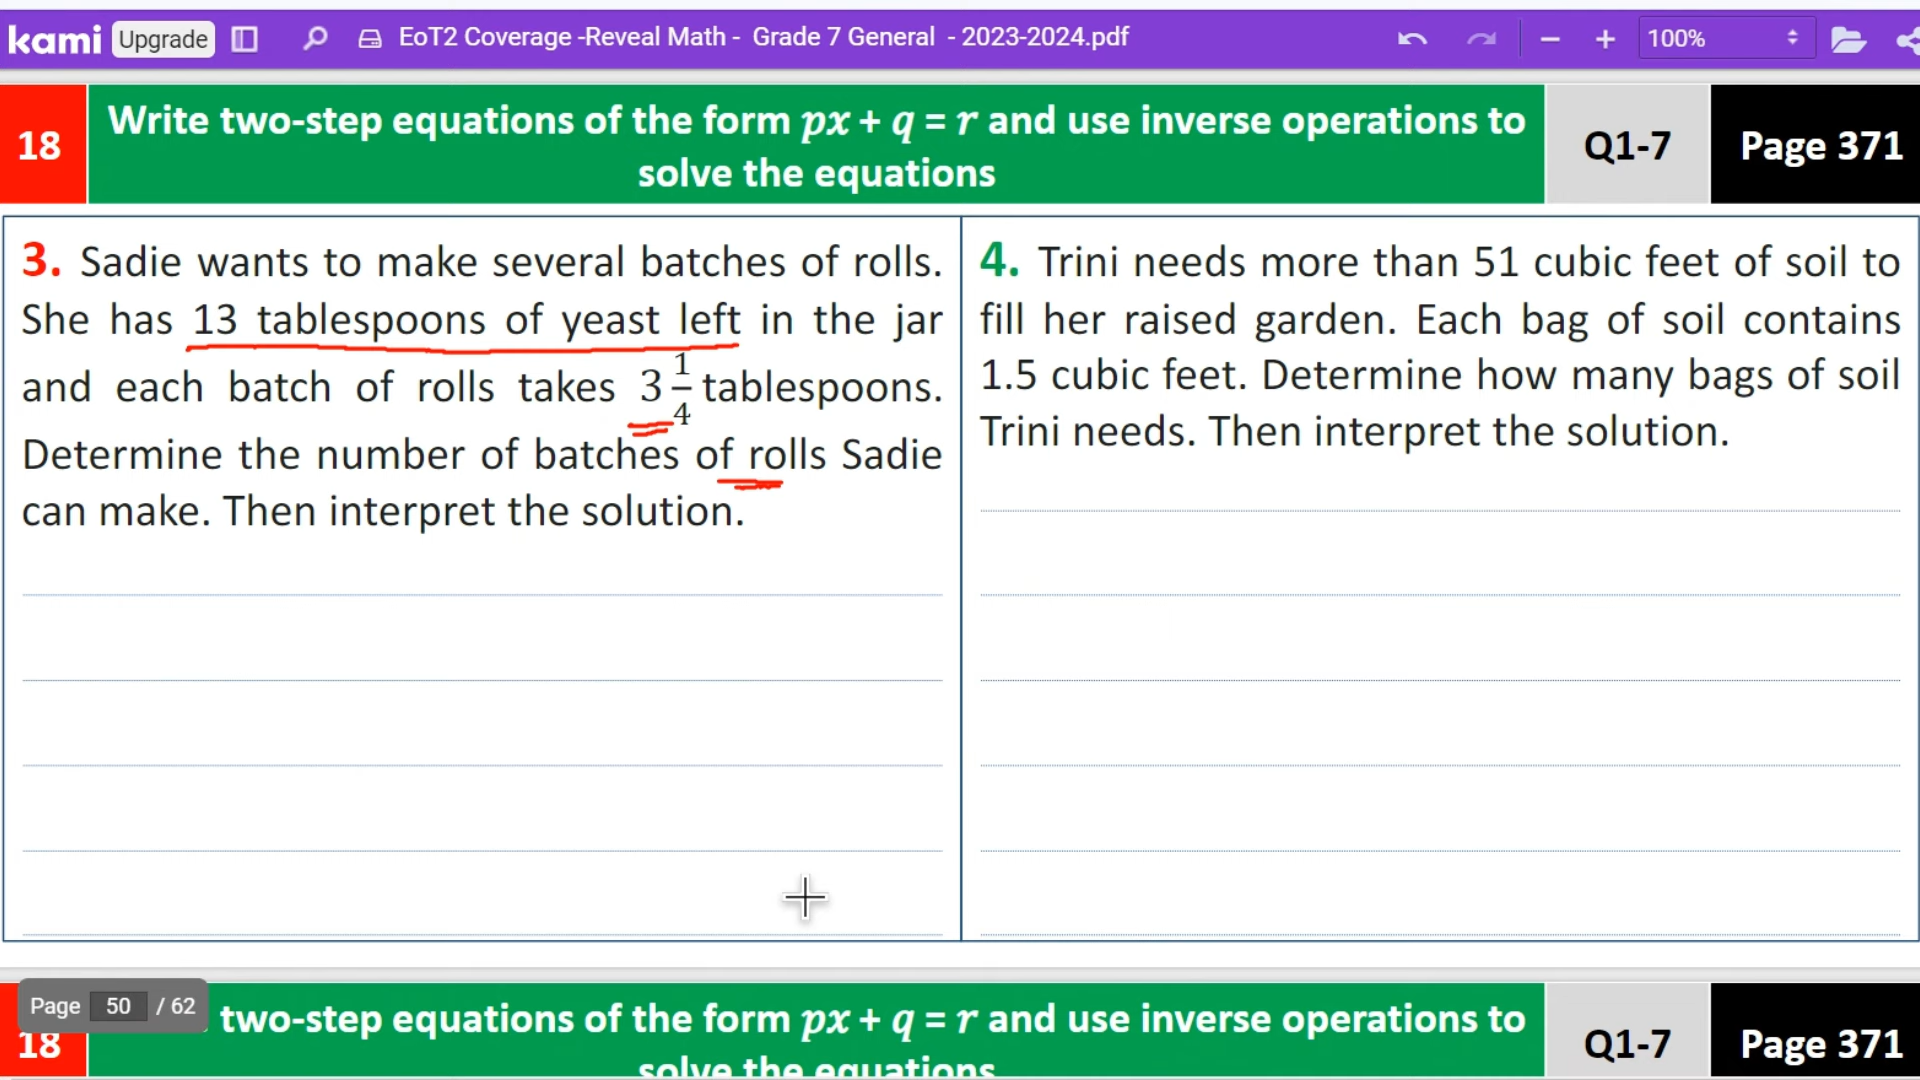 kami Upgrade EoT2 Coverage -Reveal Math - Grade 7 General - 2023-2024.pdf 100%
18 Write two-step equations of the form px + q = r and use inverse operations to solve the equations Q1-7 Page 371
3. Sadie wants to make several batches of rolls.
She has 13 tablespoons of yeast left in the jar
and each batch of rolls takes 3 1/4 tablespoons.
Determine the number of batches of rolls Sadie
can make. Then interpret the solution.
4. Trini needs more than 51 cubic feet of soil to
fill her raised garden. Each bag of soil contains
1.5 cubic feet. Determine how many bags of soil
Trini needs. Then interpret the solution.
Page 50 / 62
18 two-step equations of the form px + q = r and use inverse operations to
solve the equations
Q1-7 Page 371